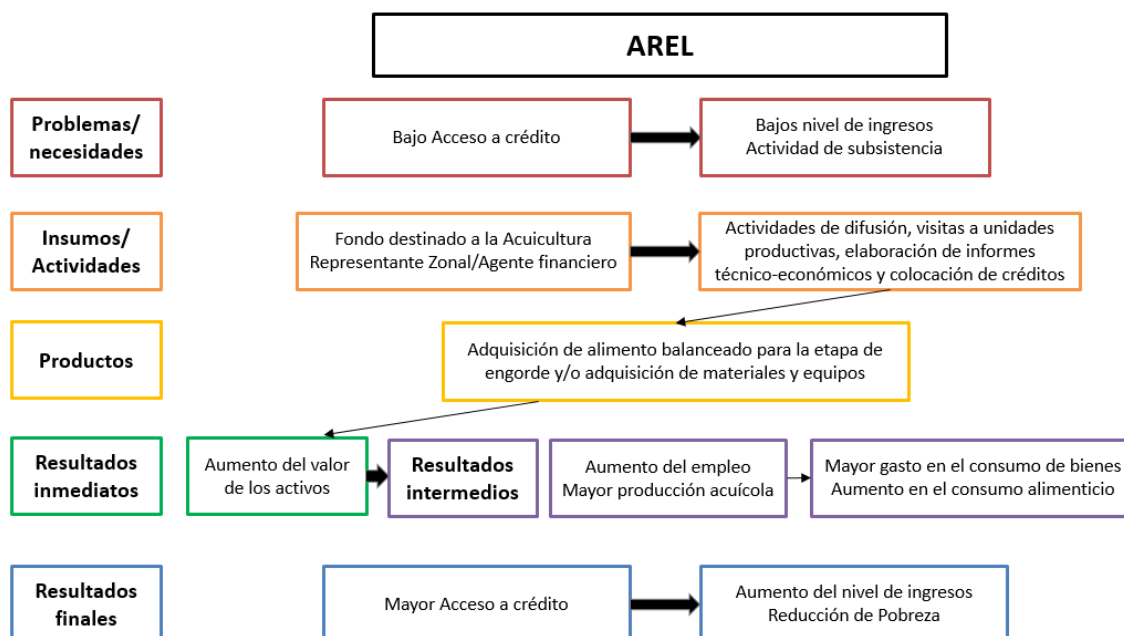 AREL
Problemas/
necesidades
Bajo Acceso a crédito
Bajos nivel de ingresos
Actividad de subsistencia
Insumos/
Actividades
Fondo destinado a la Acuicultura
Representante Zonal/Agente financiero
Actividades de difusión, visitas a unidades
productivas, elaboración de informes
técnico-económicos y colocación de créditos
Productos
Adquisición de alimento balanceado para la etapa de
engorde y/o adquisición de materiales y equipos
Resultados
inmediatos
Aumento del valor
de los activos
Resultados
intermedios
Aumento del empleo
Mayor producción acuícola
Mayor gasto en el consumo de bienes
Aumento en el consumo alimenticio
Resultados
finales
Mayor Acceso a crédito
Aumento del nivel de ingresos
Reducción de Pobreza